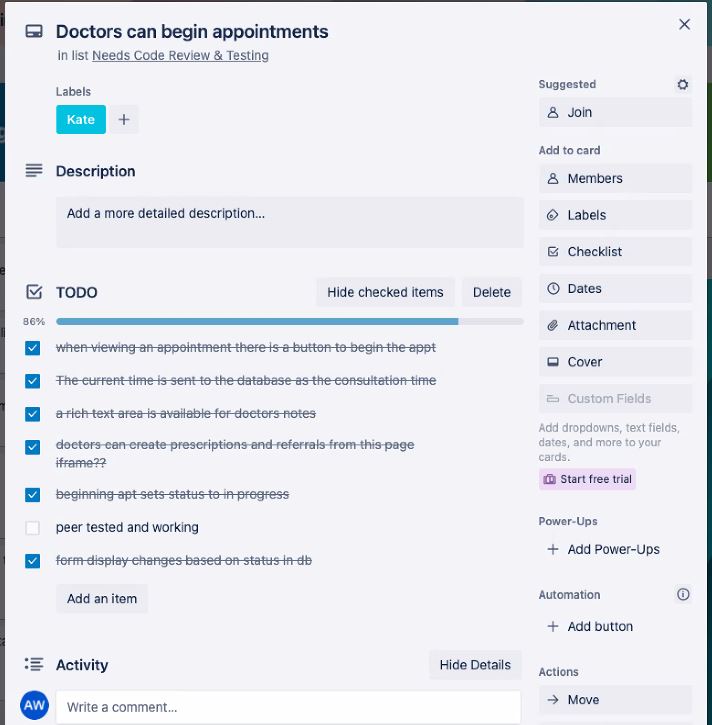 Doctors can begin appointments
in list Needs Code Review & Testing
Labels
Kate
+
Description
Add a more detailed description...
TODO
Hide checked items
Delete
86%
when viewing an appointment there is a button to begin the appt
The current time is sent to the database as the consultation time
a rich text area is available for doctors notes
doctors can create prescriptions and referrals from this page
iframe??
beginning apt sets status to in progress
peer tested and working
form display changes based on status in db
Add an item
Activity
Hide Details
AW
Write a comment...
Suggested
Join
Add to card
Members
Labels
Checklist
Dates
Attachment
Cover
Custom Fields
Add dropdowns, text fields,
dates, and more to your
cards.
Start free trial
Power-Ups
+ Add Power-Ups
Automation
+ Add button
Actions
→ Move